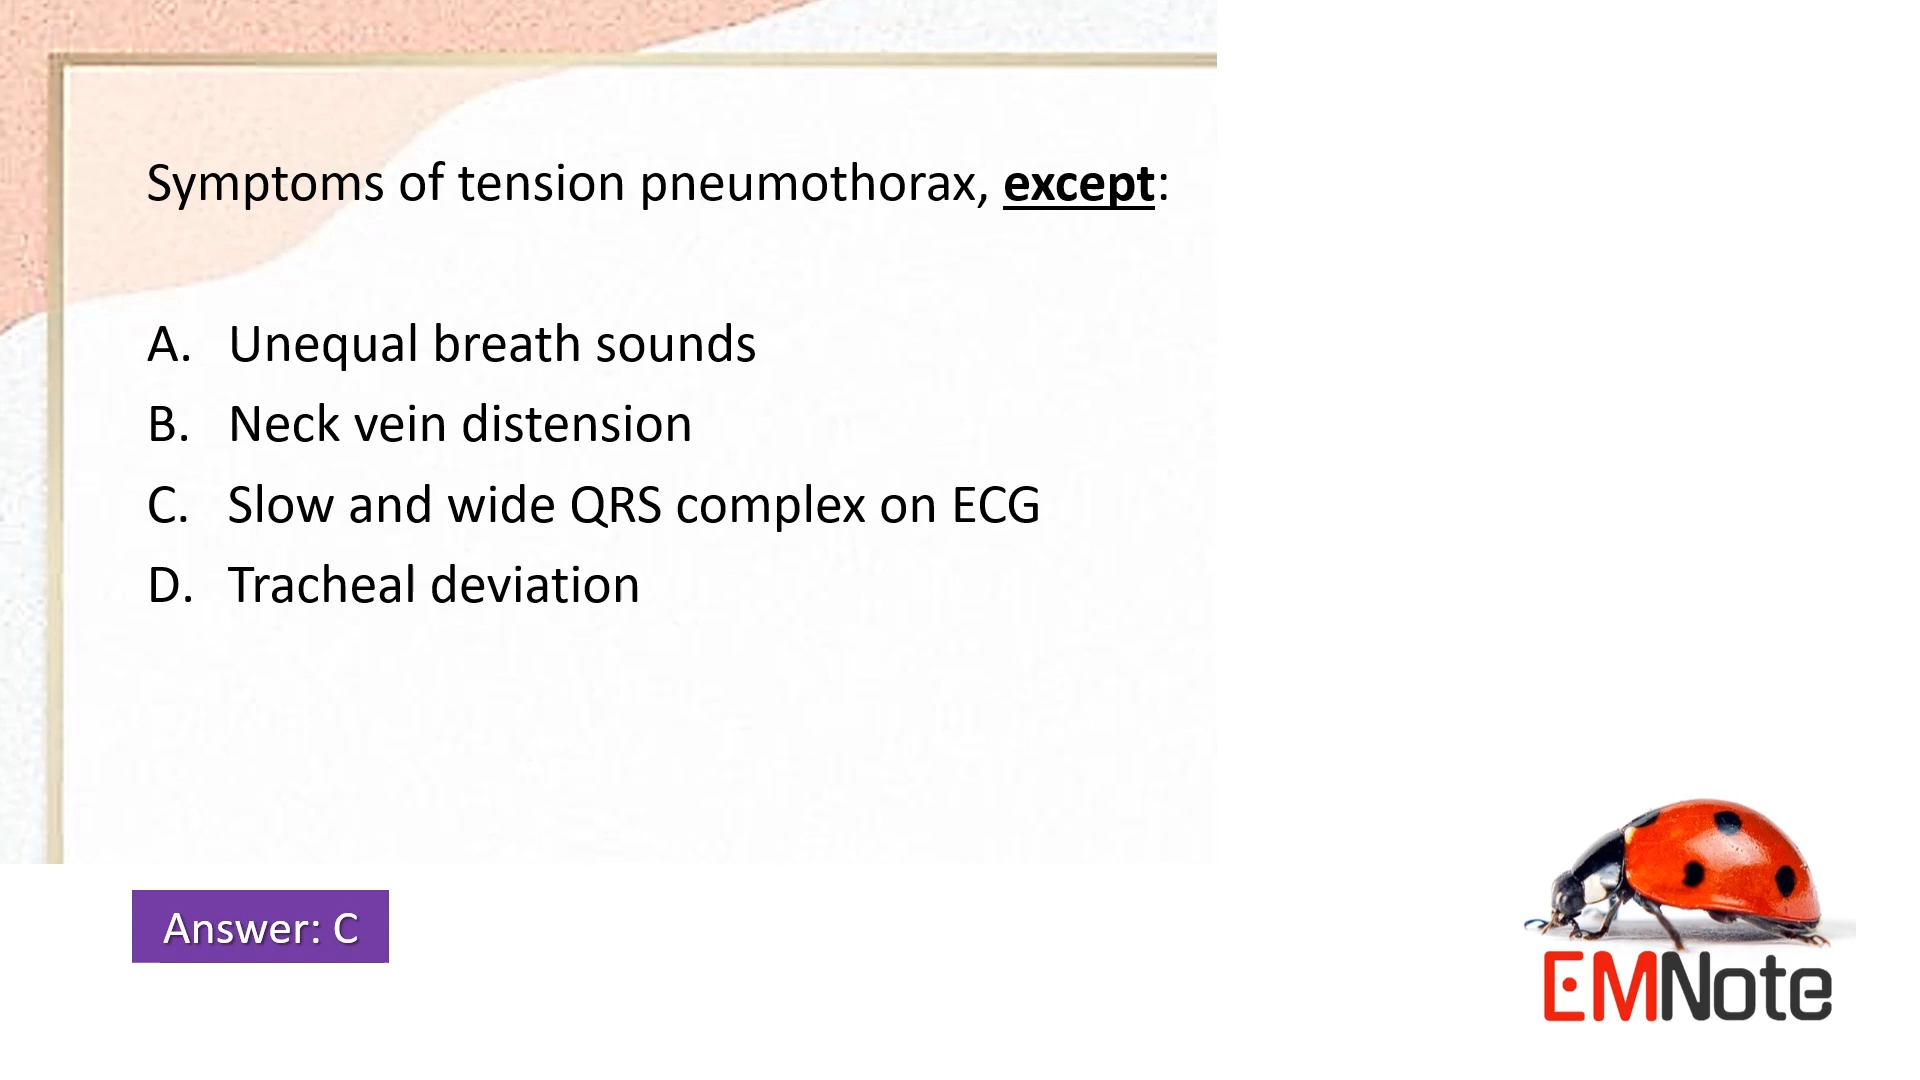 Symptoms of tension pneumothorax, except:
A. Unequal breath sounds
B. Neck vein distension
C. Slow and wide QRS complex on ECG
D. Tracheal deviation
Answer: C
EMNote